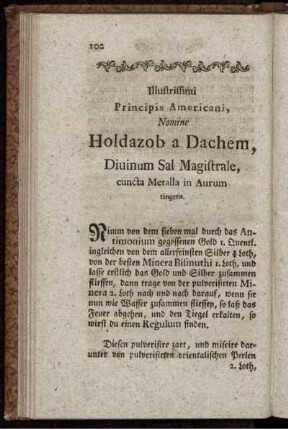 102
Illustrissimi
Principis Americani,
Nomine
Holdazob a Dachem,
Diuinum Sal Magistrale,
cuncta Metalla in Aurum
tingens.
Nimm von dem sieben mal durch das An-
timonium gegossenen Gold 1. Quentl.
ingleichen von dem allerfeinsten Silber Loth,
von der besten Minera Bismuthi 1. Loth, und
lasse erstlich das Gold und Silber zusammen
fliessen, dann trage von der pulverisirten Mi-
nera 2. Loth nach und nach darauf, wenn sie
nun wie Wasser zusammen fliessen, so laß das
Feuer abgehen, und den Tiegel erkalten, so
wirst du einen Regulum finden.
Diesen pulverisire zart, und miscire dar-
unter von pulverisirten orientalischen Perlen
2. Loth,